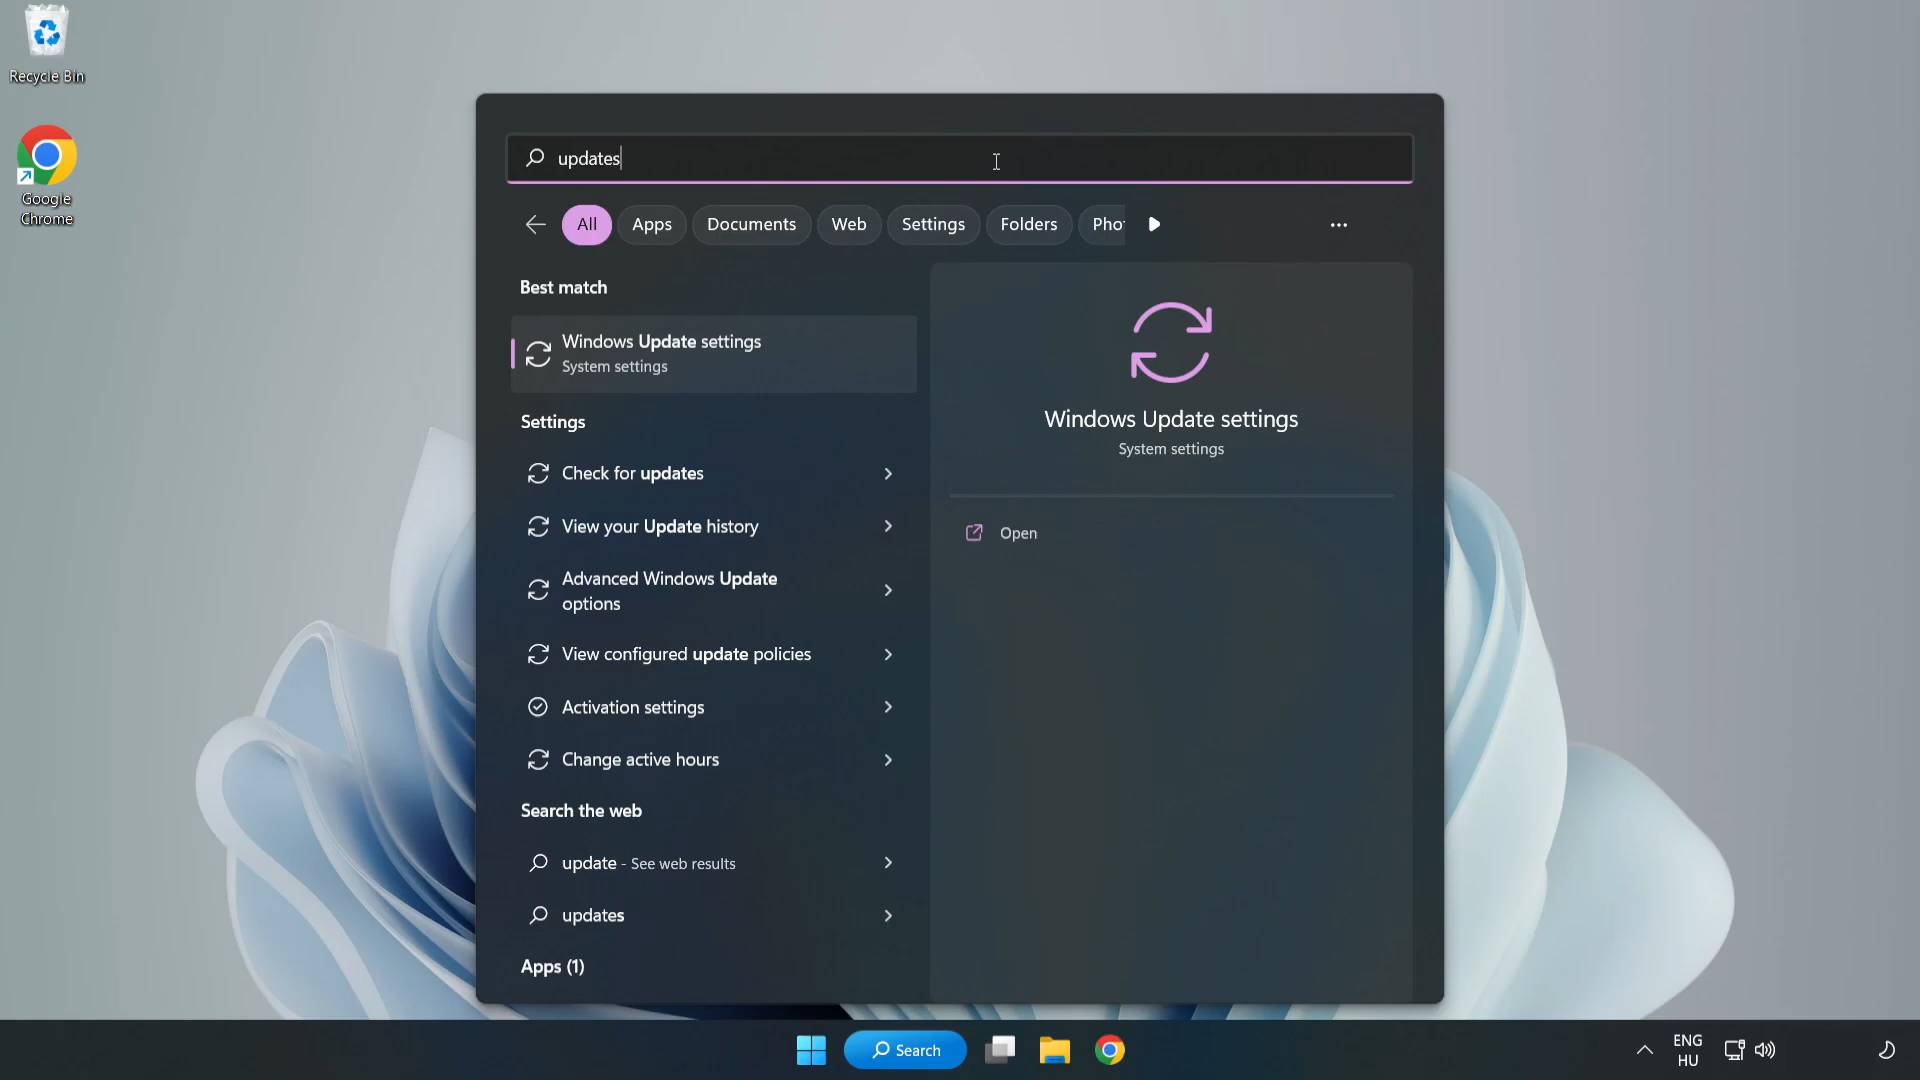 Recycle Bin
Google
Chrome
updates
All Apps Documents Web Settings Folders Pho
Best match
Windows Update settings
System settings
Settings
Check for updates
View your Update history
Advanced Windows Update
options
View configured update policies
Activation settings
Change active hours
Search the web
update - See web results
updates
Apps (1)
Windows Update settings
System settings
Open
Search
ENG
HU